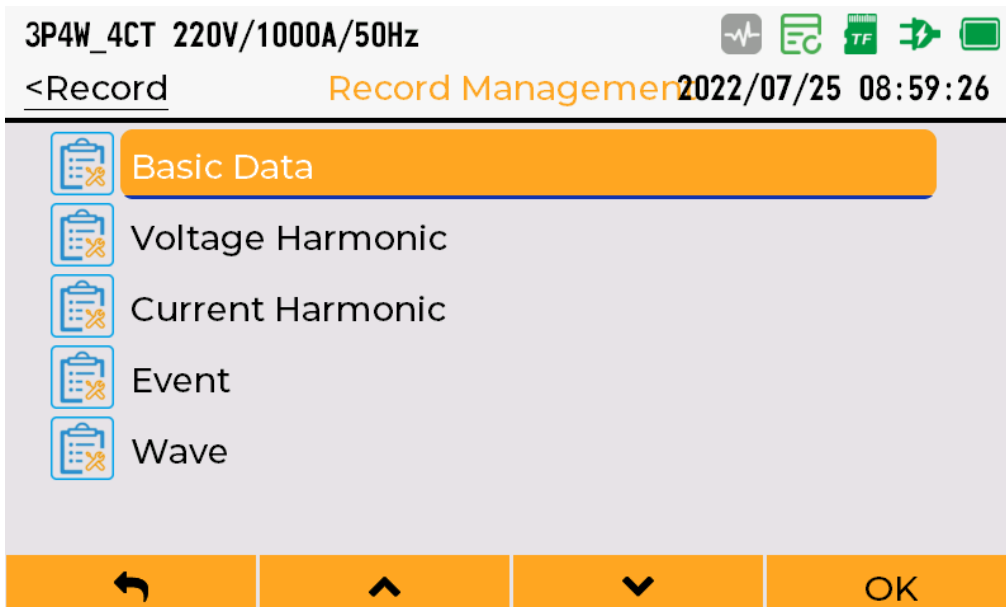 3P4W_4CT 220V/1000A/50Hz
TF
<Record Record Management 2022/07/25 08:59:26
Basic Data
Voltage Harmonic
Current Harmonic
Event
Wave
OK